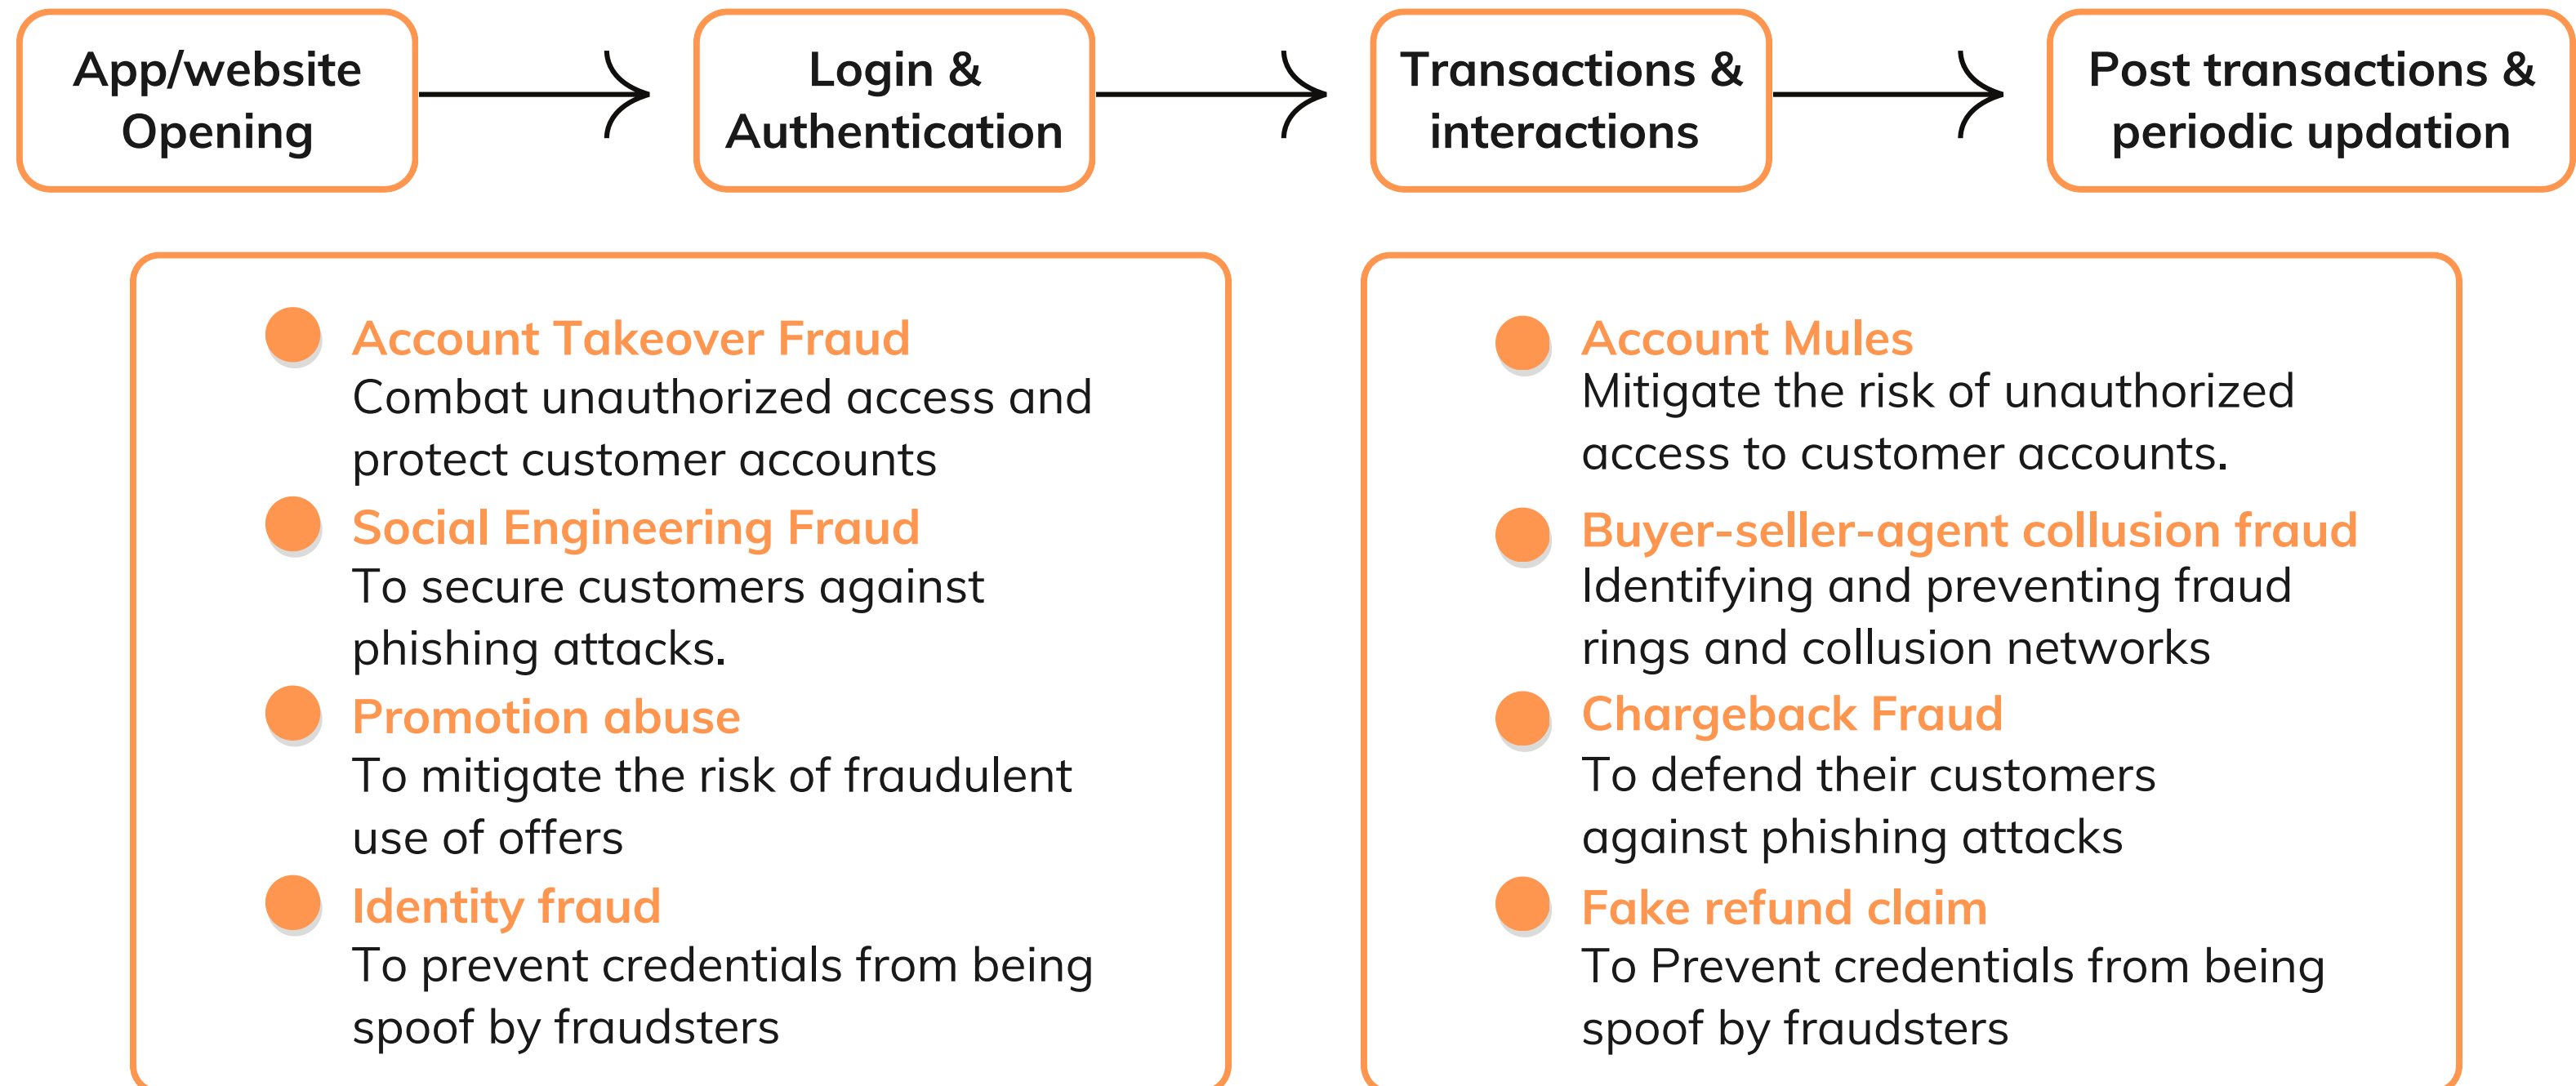 App/website
Opening
Login &
Authentication
Transactions &
interactions
Post transactions &
periodic updation
Account Takeover Fraud
Combat unauthorized access and
protect customer accounts
Social Engineering Fraud
To secure customers against
phishing attacks.
Promotion abuse
To mitigate the risk of fraudulent
use of offers
Identity fraud
To prevent credentials from being
spoof by fraudsters
Account Mules
Mitigate the risk of unauthorized
access to customer accounts.
Buyer-seller-agent collusion fraud
Identifying and preventing fraud
rings and collusion networks
Chargeback Fraud
To defend their customers
against phishing attacks
Fake refund claim
To Prevent credentials from being
spoof by fraudsters